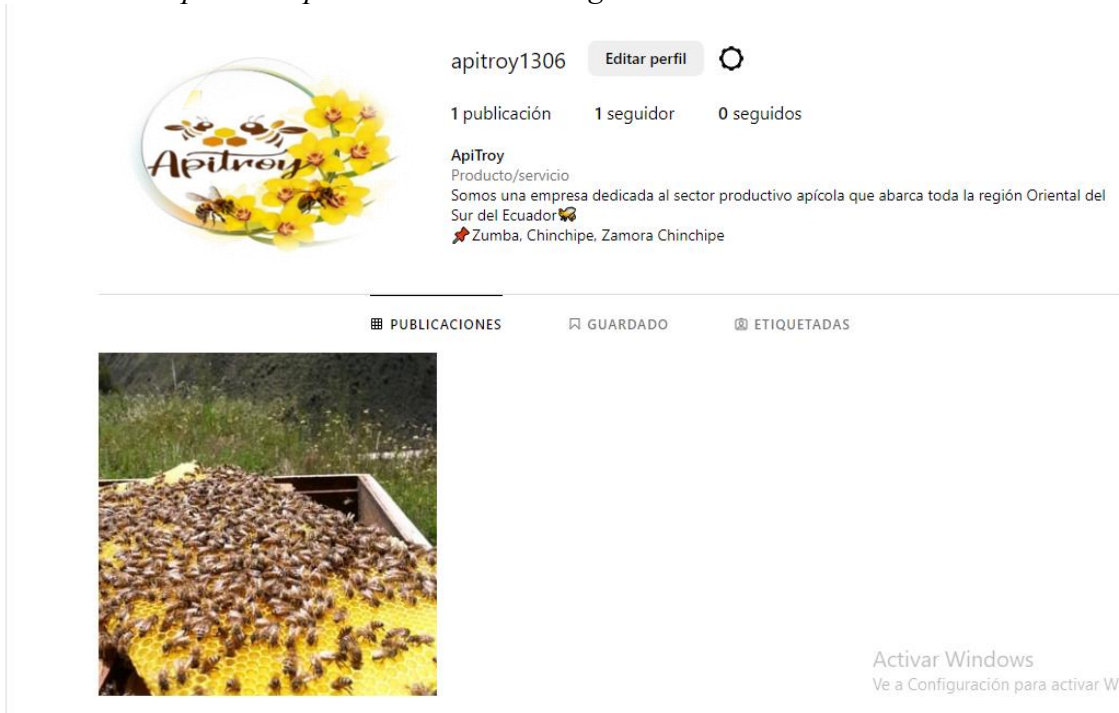 apitroy1306 Editar perfil
1 publicación 1 seguidor 0 seguidos
ApiTroy
Producto/servicio
Somos una empresa dedicada al sector productivo apícola que abarca toda la región Oriental del
Sur del Ecuador🐝
📌Zumba, Chinchipe, Zamora Chinchipe
Apitroy
PUBLICACIONES GUARDADO ETIQUETADAS
Activar Windows
Ve a Configuración para activar W